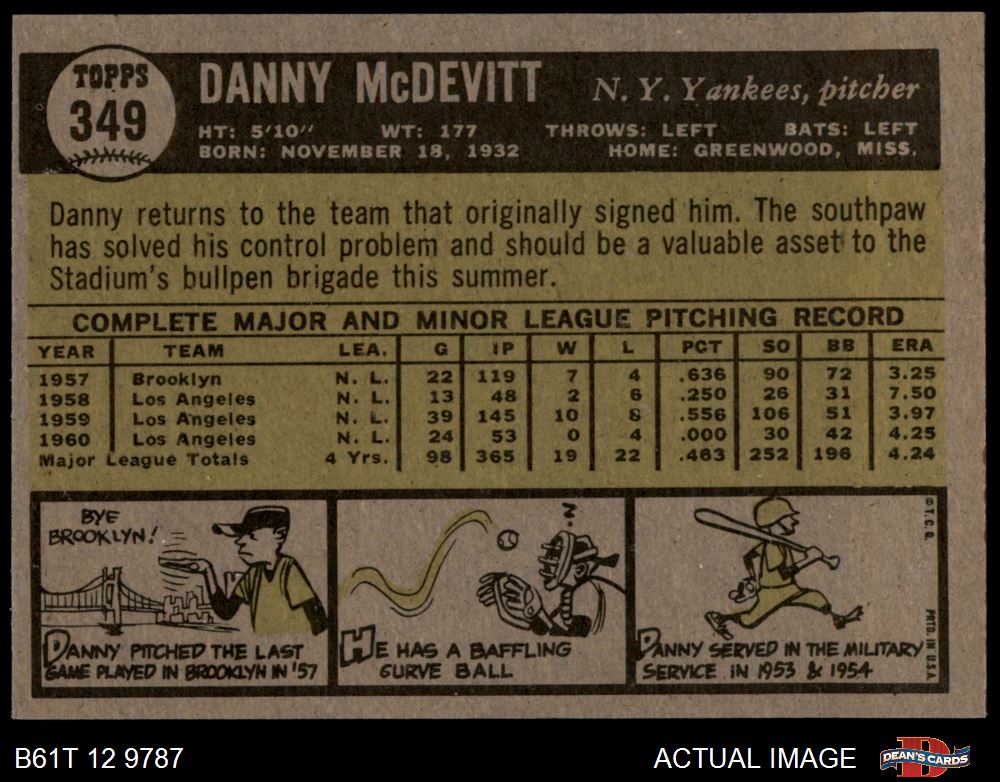 TOPPS
349
DANNY McDEVITT N. Y. Yankees, pitcher
HT: 5'10" WT: 177 THROWS: LEFT BATS: LEFT
BORN: NOVEMBER 18, 1932 HOME: GREENWOOD, MISS.
Danny returns to the team that originally signed him. The southpaw
has solved his control problem and should be a valuable asset to the
Stadium's bullpen brigade this summer.
COMPLETE MAJOR AND MINOR LEAGUE PITCHING RECORD
YEAR TEAM LEA. G IP W L PCT SO BB ERA
1957 Brooklyn N. L. 22 119 7 4 .636 90 72 3.25
1958 Los Angeles N. L. 13 48 2 6 .250 26 31 7.50
1959 Los Angeles N. L. 39 145 10 8 .556 106 51 3.97
1960 Los Angeles N. L. 24 53 0 4 .000 30 42 4.25
Major League Totals 4 Yrs. 98 365 19 22 .463 252 196 4.24
BYE
BROOKLYN!
DANNY PITCHED THE LAST
GAME PLAYED IN BROOKLYN IN '57
HE HAS A BAFFLING
CURVE BALL
DANNY SERVED IN THE MILITARY
SERVICE IN 1953 & 1954
© T.C.G.
PRTD. IN U.S.A.
B61T 12 9787 ACTUAL IMAGE DEAN'S CARDS